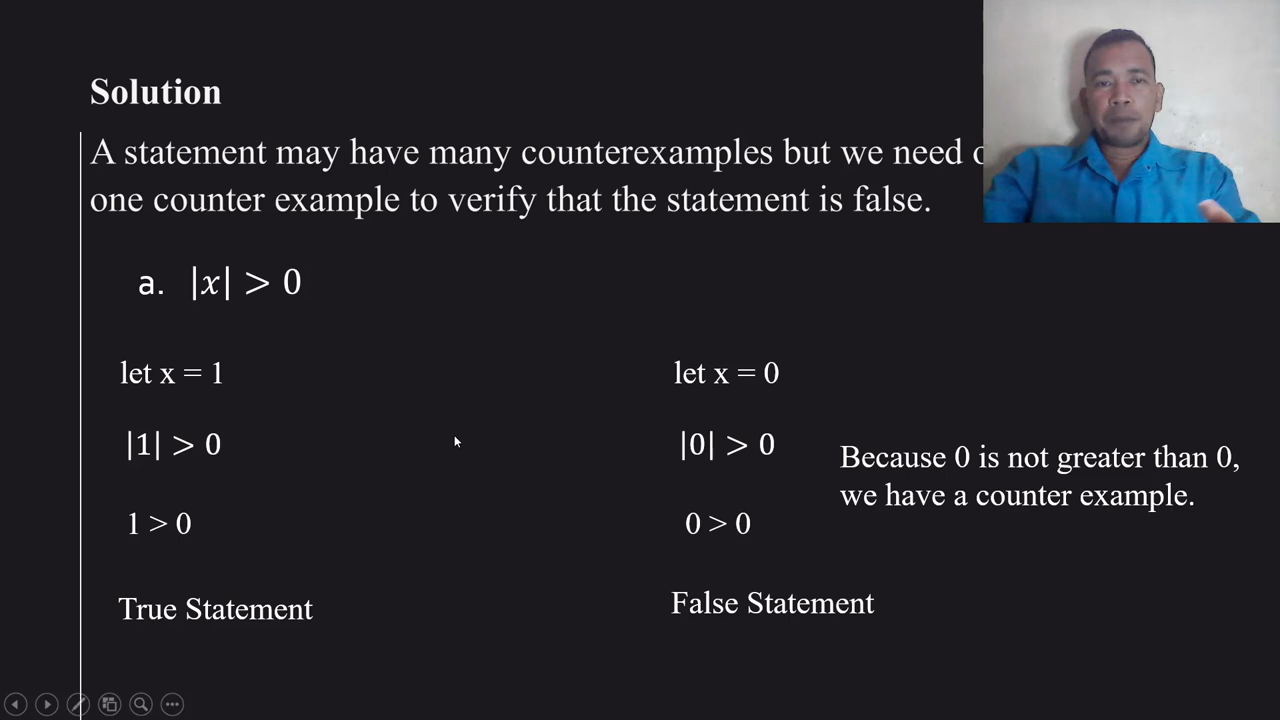 Solution
A statement may have many counterexamples but we need
one counter example to verify that the statement is false.
a. |x| > 0
let x = 1
|1| > 0
1 > 0
True Statement
let x = 0
|0| > 0
0 > 0
False Statement
Because 0 is not greater than 0,
we have a counter example.